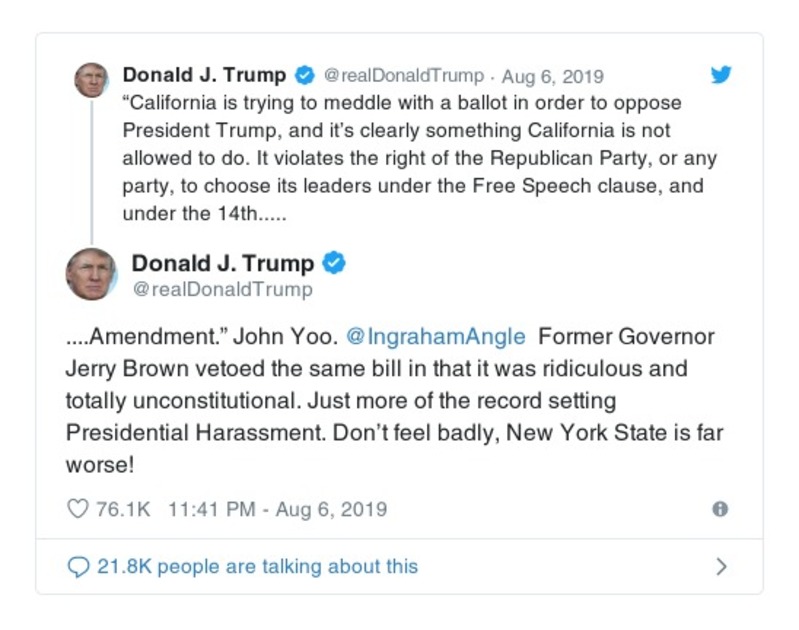 Donald J. Trump @realDonaldTrump · Aug 6, 2019
“California is trying to meddle with a ballot in order to oppose
President Trump, and it’s clearly something California is not
allowed to do. It violates the right of the Republican Party, or any
party, to choose its leaders under the Free Speech clause, and
under the 14th.....
Donald J. Trump
@realDonaldTrump
....Amendment.” John Yoo. @IngrahamAngle Former Governor
Jerry Brown vetoed the same bill in that it was ridiculous and
totally unconstitutional. Just more of the record setting
Presidential Harassment. Don’t feel badly, New York State is far
worse!
76.1K 11:41 PM - Aug 6, 2019
21.8K people are talking about this